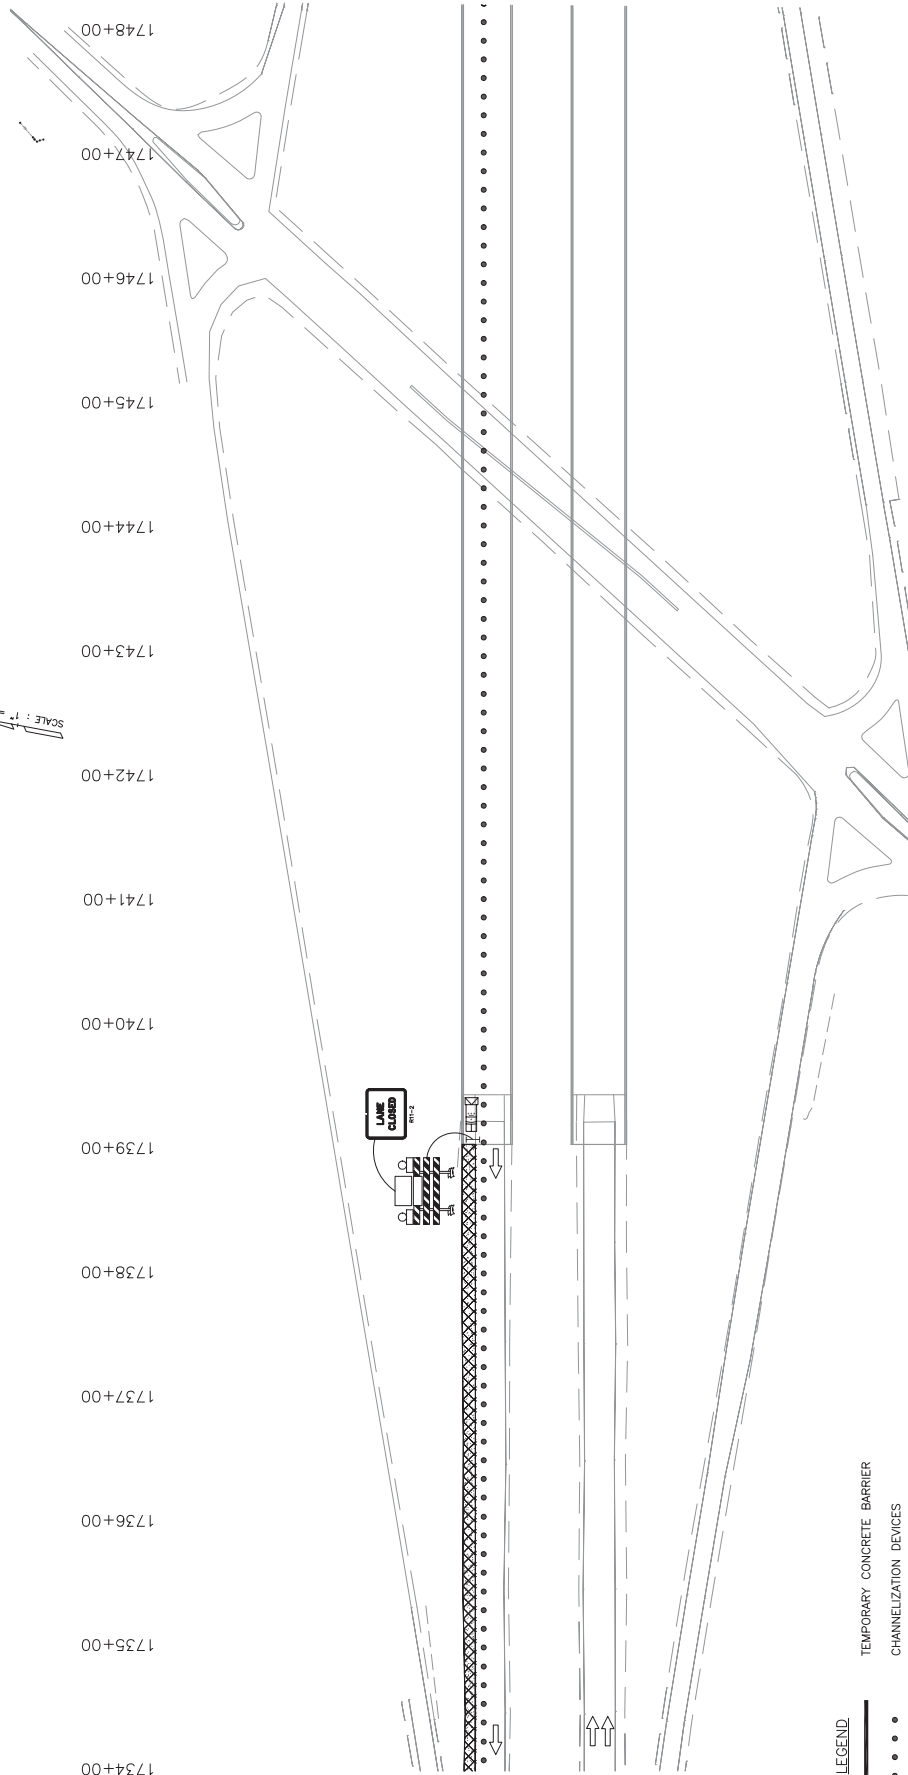 1748+00
1747+00
1746+00
1745+00
1744+00
1743+00
SCALE : 1" =
1742+00
1741+00
1740+00
LANE
CLOSED
R11-2
1739+00
1738+00
1737+00
1736+00
1735+00
1734+00
LEGEND
TEMPORARY CONCRETE BARRIER
CHANNELIZATION DEVICES